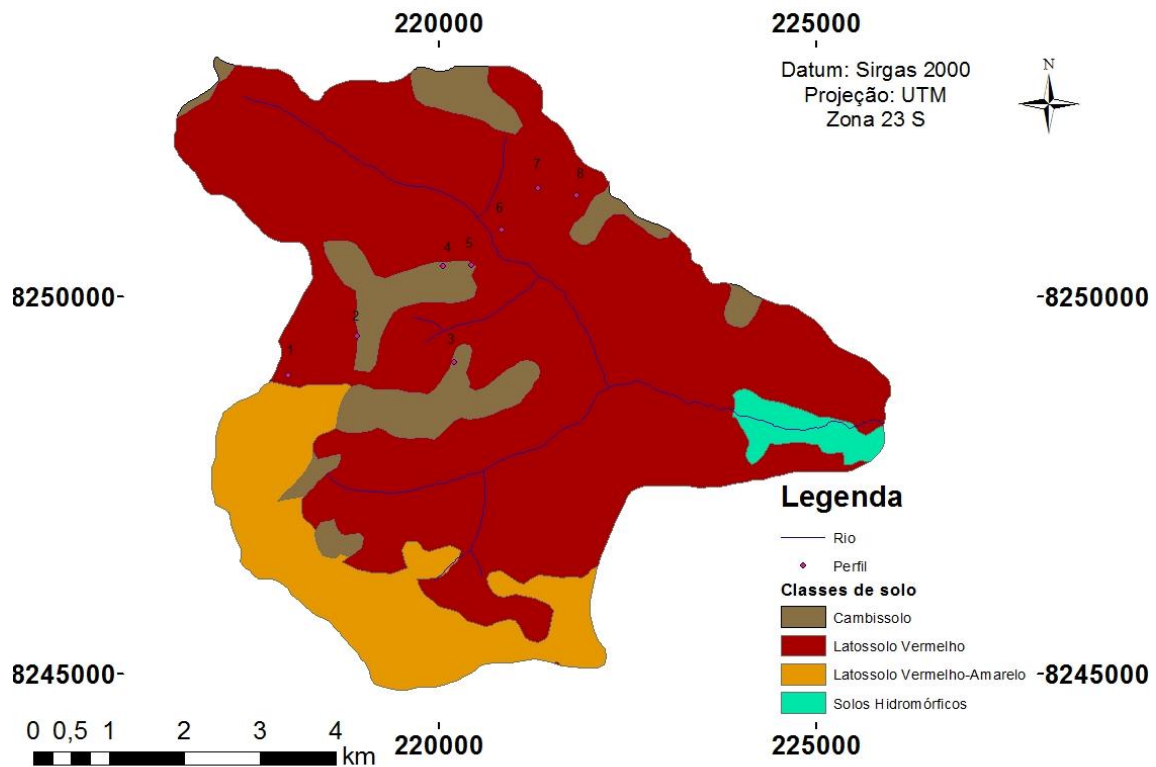 220000
225000
Datum: Sirgas 2000
Projeção: UTM
Zona 23 S
N
7
8
6
4
5
8250000
8250000
2
3
1
Legenda
Rio
Perfil
Classes de solo
Cambissolo
Latossolo Vermelho
Latossolo Vermelho-Amarelo
Solos Hidromórficos
8245000
8245000
0 0,5 1 2 3 4
km
220000
225000